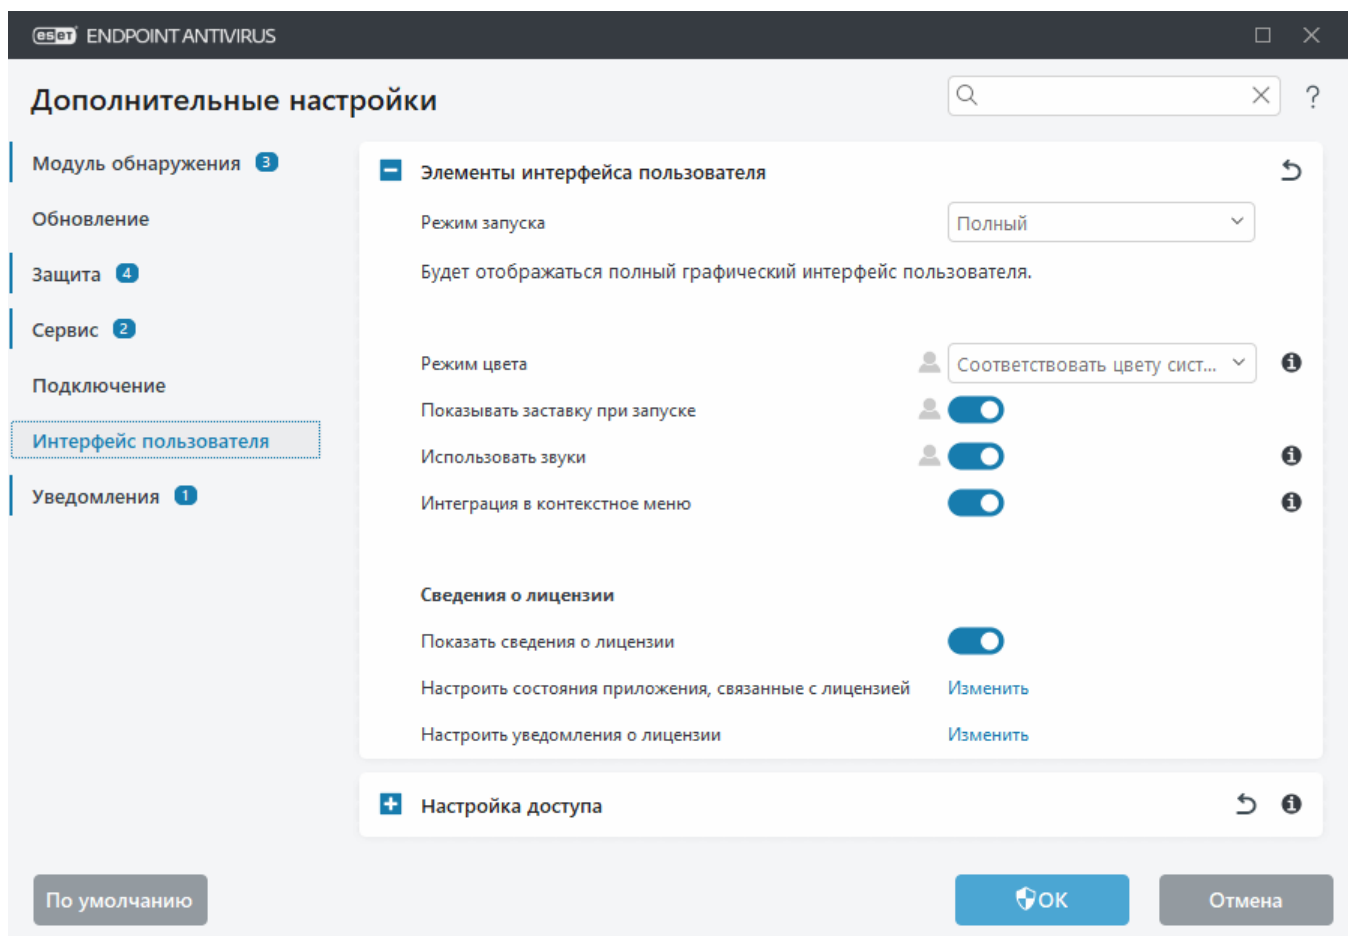 eset ENDPOINT ANTIVIRUS
Дополнительные настройки
?
Модуль обнаружения 3
Обновление
Защита 4
Сервис 2
Подключение
Интерфейс пользователя
Уведомления 1
Элементы интерфейса пользователя
Режим запуска Полный
Будет отображаться полный графический интерфейс пользователя.
Режим цвета Соответствовать цвету сист...
Показывать заставку при запуске
Использовать звуки
Интеграция в контекстное меню
Сведения о лицензии
Показать сведения о лицензии
Настроить состояния приложения, связанные с лицензией Изменить
Настроить уведомления о лицензии Изменить
Настройка доступа
По умолчанию OK Отмена